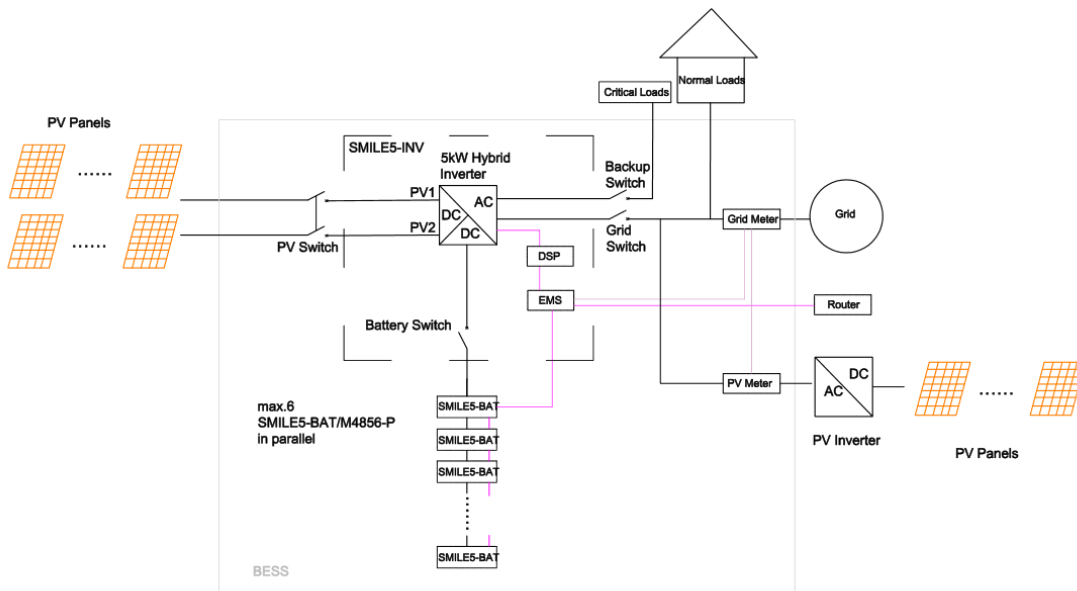 Normal Loads
Critical Loads
PV Panels
SMILE5-INV
5kW Hybrid
Inverter
Backup
Switch
PV1
AC
DC
DC
PV2
PV Switch
Grid
Switch
Grid Meter
Grid
DSP
EMS
Router
Battery Switch
max.6
SMILE5-BAT/M4856-P
in parallel
SMILE5-BAT
SMILE5-BAT
SMILE5-BAT
SMILE5-BAT
PV Meter
DC
AC
PV Inverter
PV Panels
BESS